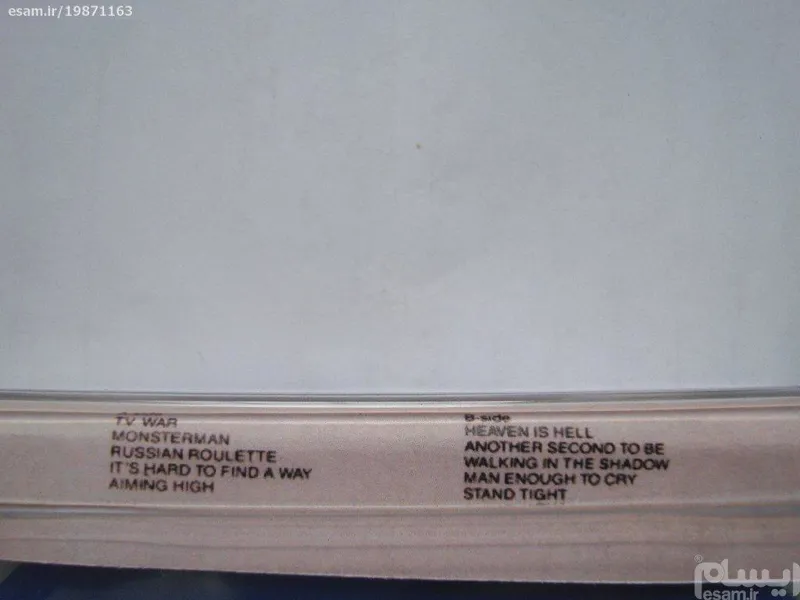 esam.ir/19871163
TV WAR
MONSTERMAN
RUSSIAN ROULETTE
IT'S HARD TO FIND A WAY
AIMING HIGH
B-side
HEAVEN IS HELL
ANOTHER SECOND TO BE
WALKING IN THE SHADOW
MAN ENOUGH TO CRY
STAND TIGHT
ایسام
esam.ir